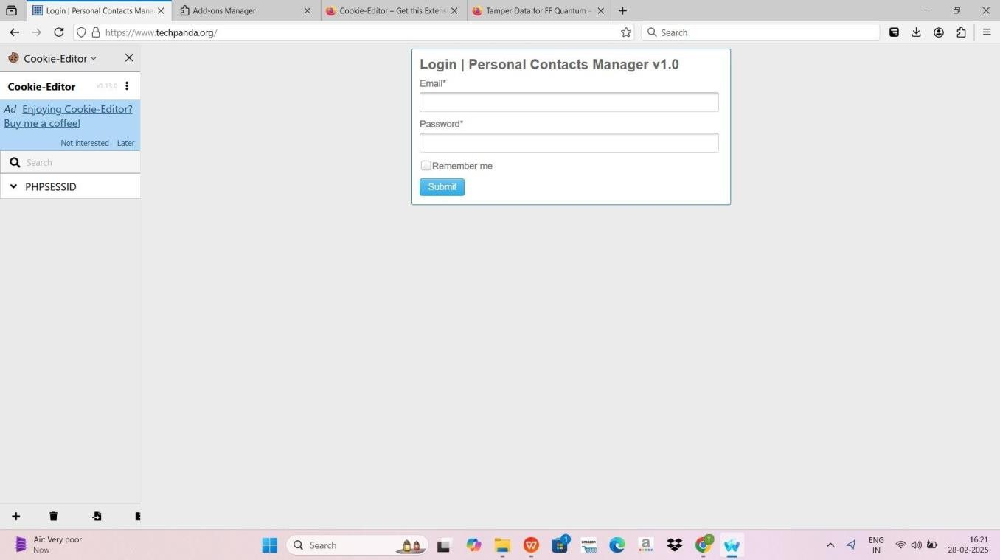 Login | Personal Contacts Mana
Add-ons Manager
Cookie-Editor – Get this Extens
Tamper Data for FF Quantum –
https://www.techpanda.org/
Search
Cookie-Editor
Cookie-Editor v1.13.0
Ad Enjoying Cookie-Editor?
Buy me a coffee!
Not interested Later
Search
PHPSESSID
Login | Personal Contacts Manager v1.0
Email*
Password*
Remember me
Submit
Air: Very poor
Now
Search
1
amazon
a
T
ENG
IN
16:21
28-02-2025